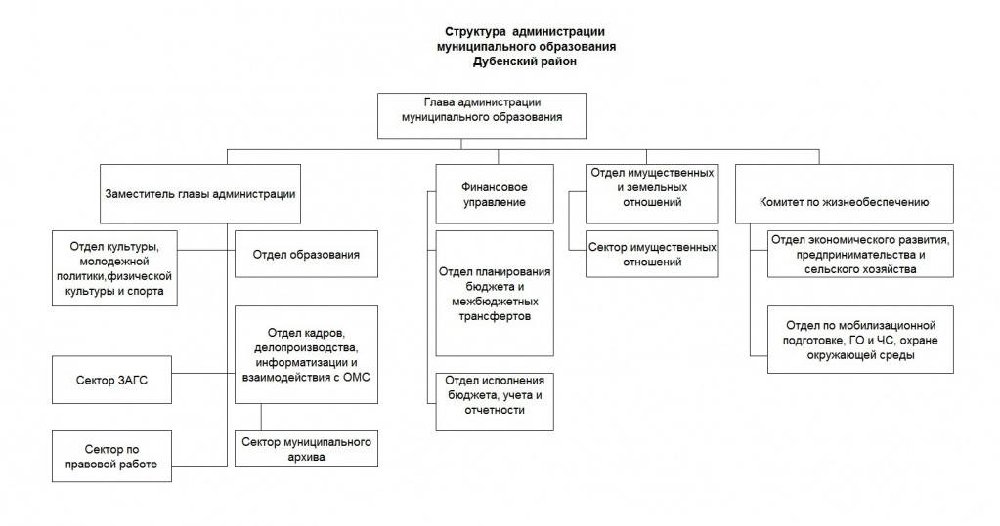 Структура администрации
муниципального образования
Дубенский район
Глава администрации
муниципального образования
Заместитель главы администрации
Финансовое
управление
Отдел имущественных
и земельных
отношений
Комитет по жизнеобеспечению
Отдел культуры,
молодежной
политики,физической
культуры и спорта
Отдел образования
Отдел планирования
бюджета и
межбюджетных
трансфертов
Сектор имущественных
отношений
Отдел экономического развития,
предпринимательства и
сельского хозяйства
Отдел кадров,
делопроизводства,
информатизации и
взаимодействия с ОМС
Отдел по мобилизационной
подготовке, ГО и ЧС, охране
окружающей среды
Сектор ЗАГС
Отдел исполнения
бюджета, учета и
отчетности
Сектор по
правовой работе
Сектор муниципального
архива